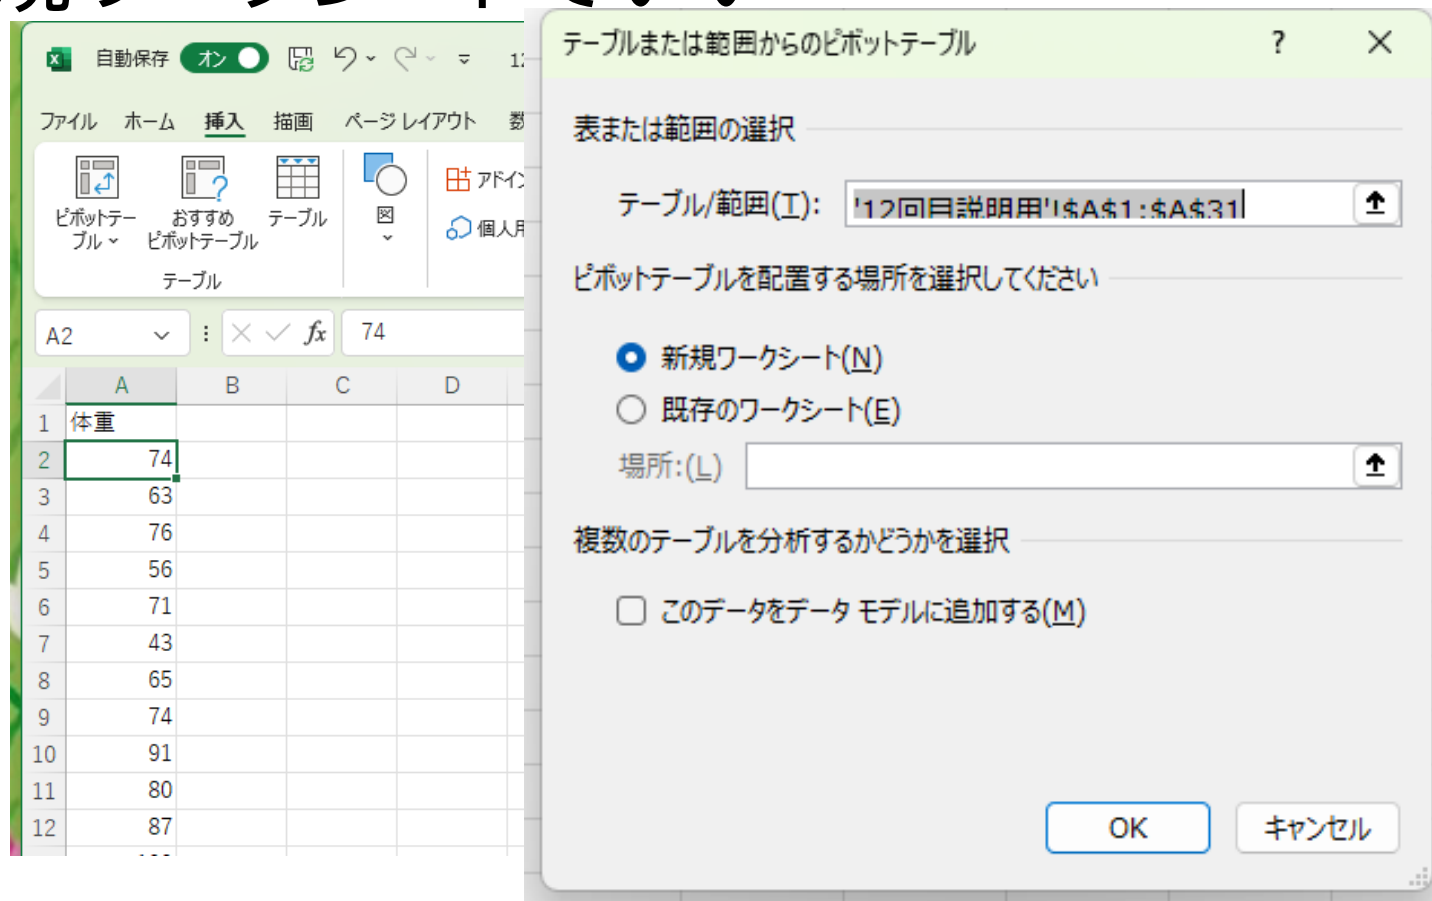 自動保存 オン
ファイル ホーム 挿入 描画 ページ レイアウト 数
ピボットテー
ブル
おすすめ
ピボットテーブル
テーブル
図
アドイン
個人用
テーブル
A2 fx 74
A B C D
1 体重
2 74
3 63
4 76
5 56
6 71
7 43
8 65
9 74
10 91
11 80
12 87
テーブルまたは範囲からのピボットテーブル ?
表または範囲の選択
テーブル/範囲(T): '12回目説明用'!$A$1:$A$31
ピボットテーブルを配置する場所を選択してください
新規ワークシート(N)
既存のワークシート(E)
場所:(L)
複数のテーブルを分析するかどうかを選択
このデータをデータ モデルに追加する(M)
OK キャンセル